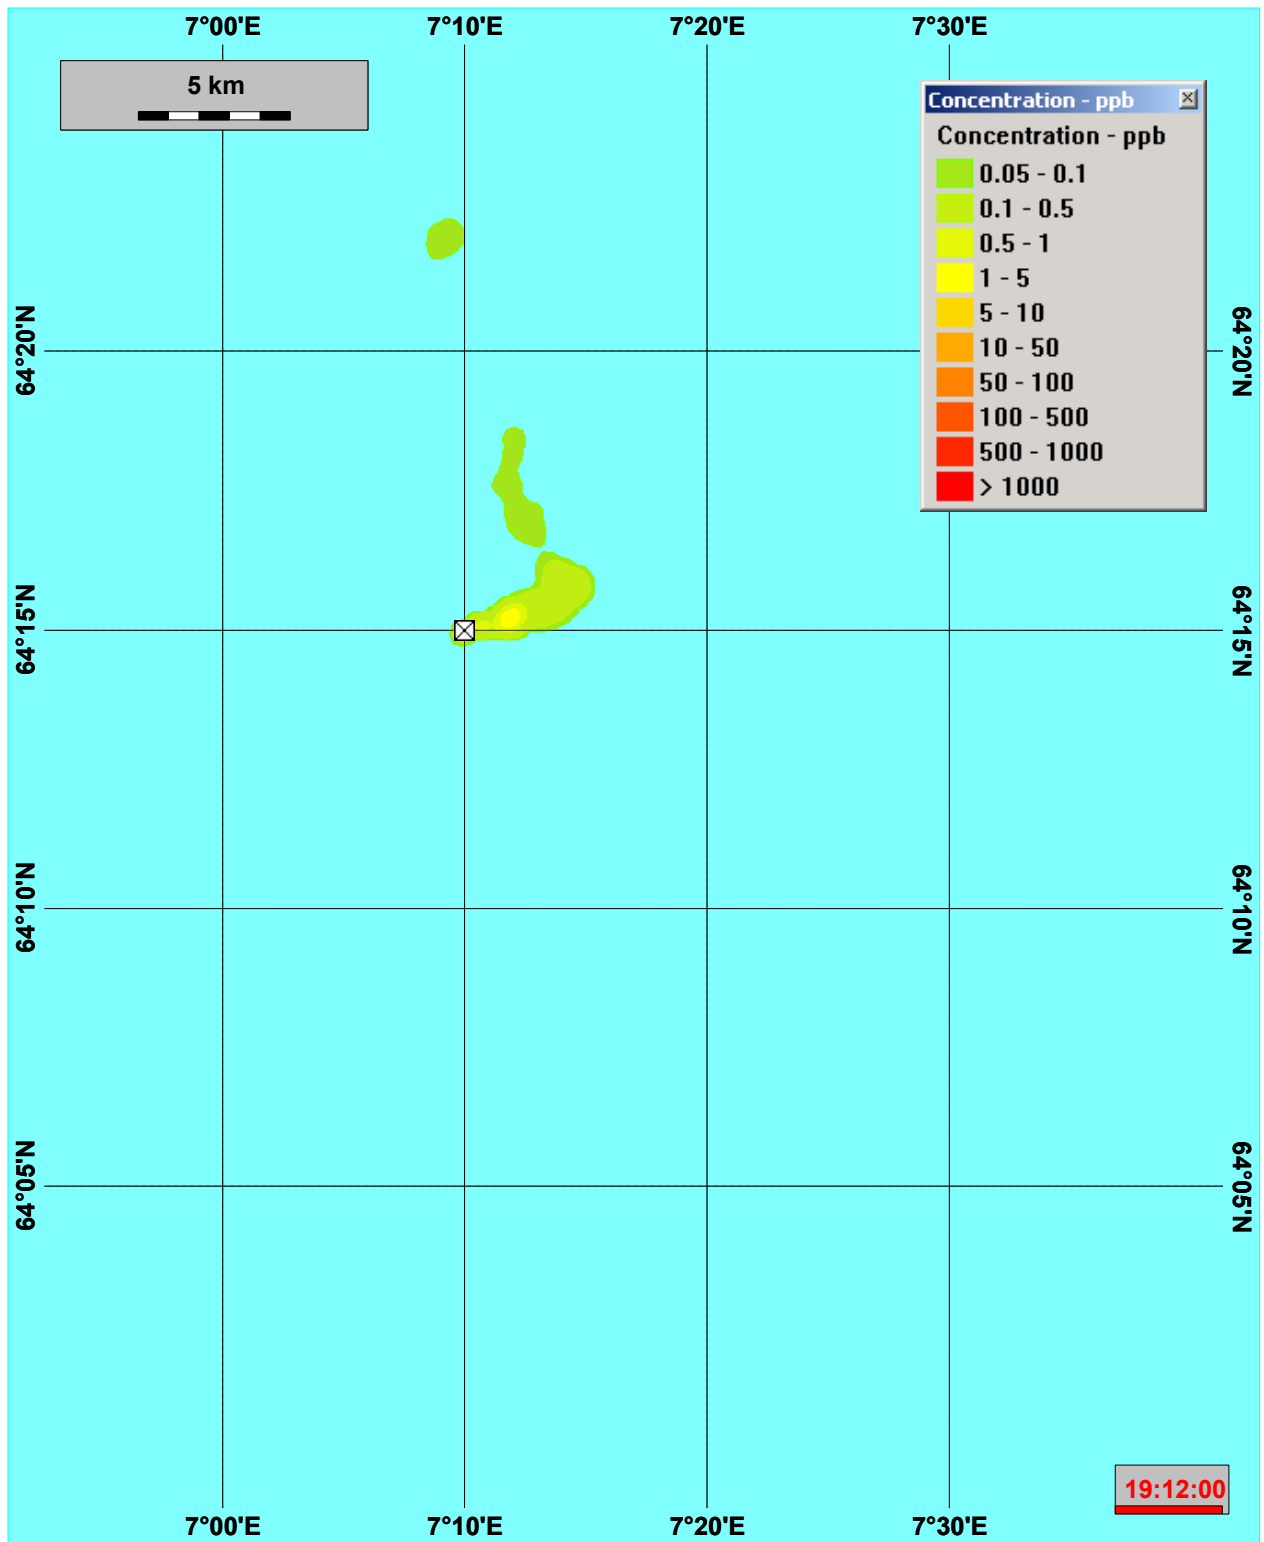 7°00'E 7°10'E 7°20'E 7°30'E
5 km
Concentration - ppb
Concentration - ppb
0.05 - 0.1
0.1 - 0.5
0.5 - 1
1 - 5
5 - 10
10 - 50
50 - 100
100 - 500
500 - 1000
> 1000
64°20'N 64°20'N
64°15'N 64°15'N
64°10'N 64°10'N
64°05'N 64°05'N
19:12:00
7°00'E 7°10'E 7°20'E 7°30'E